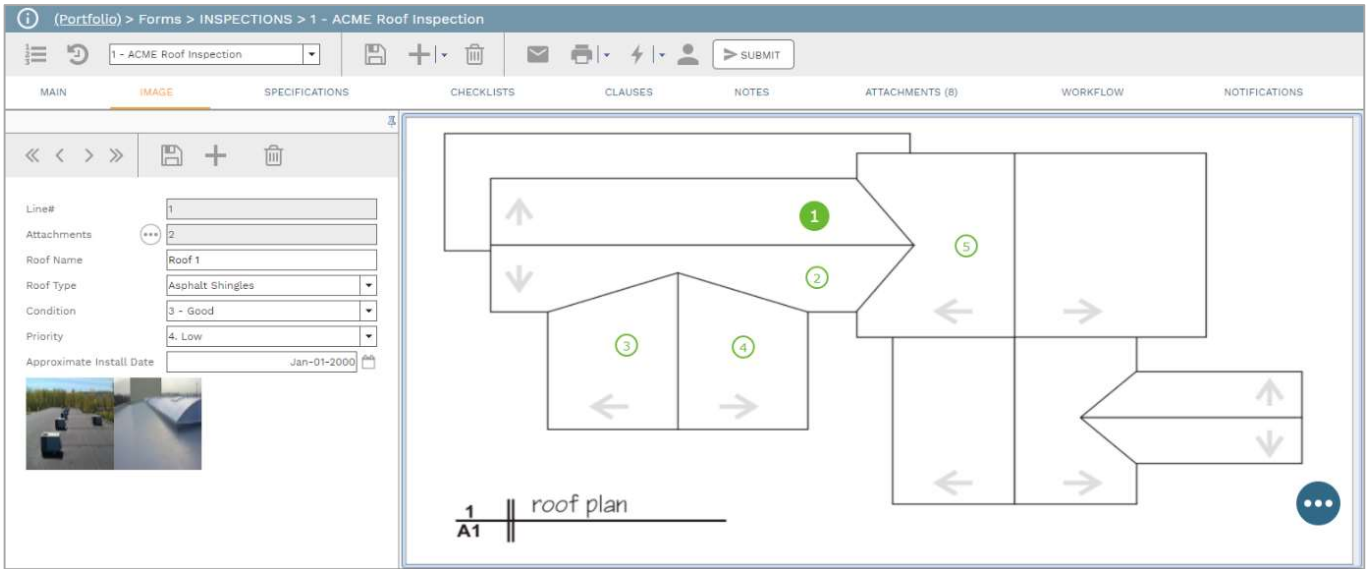 (Portfolio) > Forms > INSPECTIONS > 1 - ACME Roof Inspection
1 - ACME Roof Inspection
SUBMIT
MAIN IMAGE SPECIFICATIONS CHECKLISTS CLAUSES NOTES ATTACHMENTS (8) WORKFLOW NOTIFICATIONS
Line# 1
Attachments 2
Roof Name Roof 1
Roof Type Asphalt Shingles
Condition 3 - Good
Priority 4. Low
Approximate Install Date Jan-01-2000
1
2
5
3
4
1 roof plan
A1